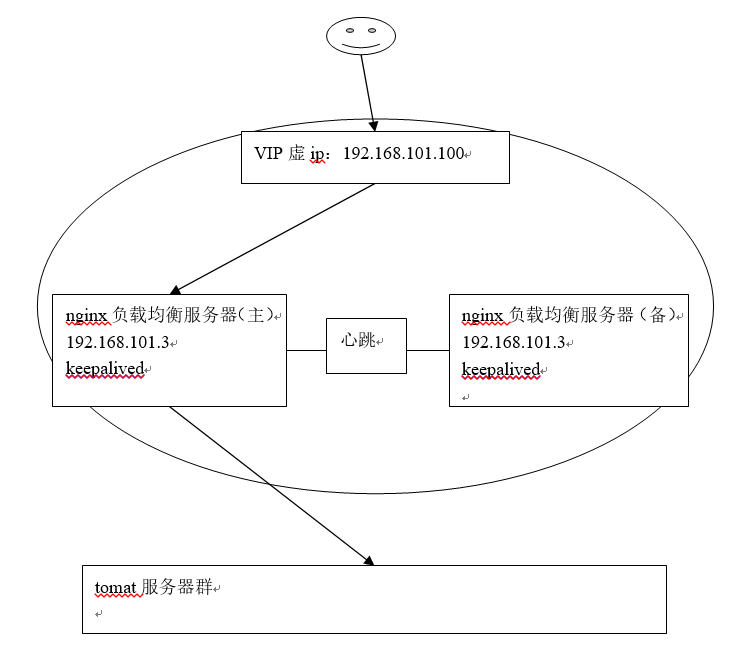 VIP 虚 ip：192.168.101.100
nginx 负载均衡服务器（主）
192.168.101.3
keepalived
心跳
nginx 负载均衡服务器（备）
192.168.101.3
keepalived
tomat 服务器群